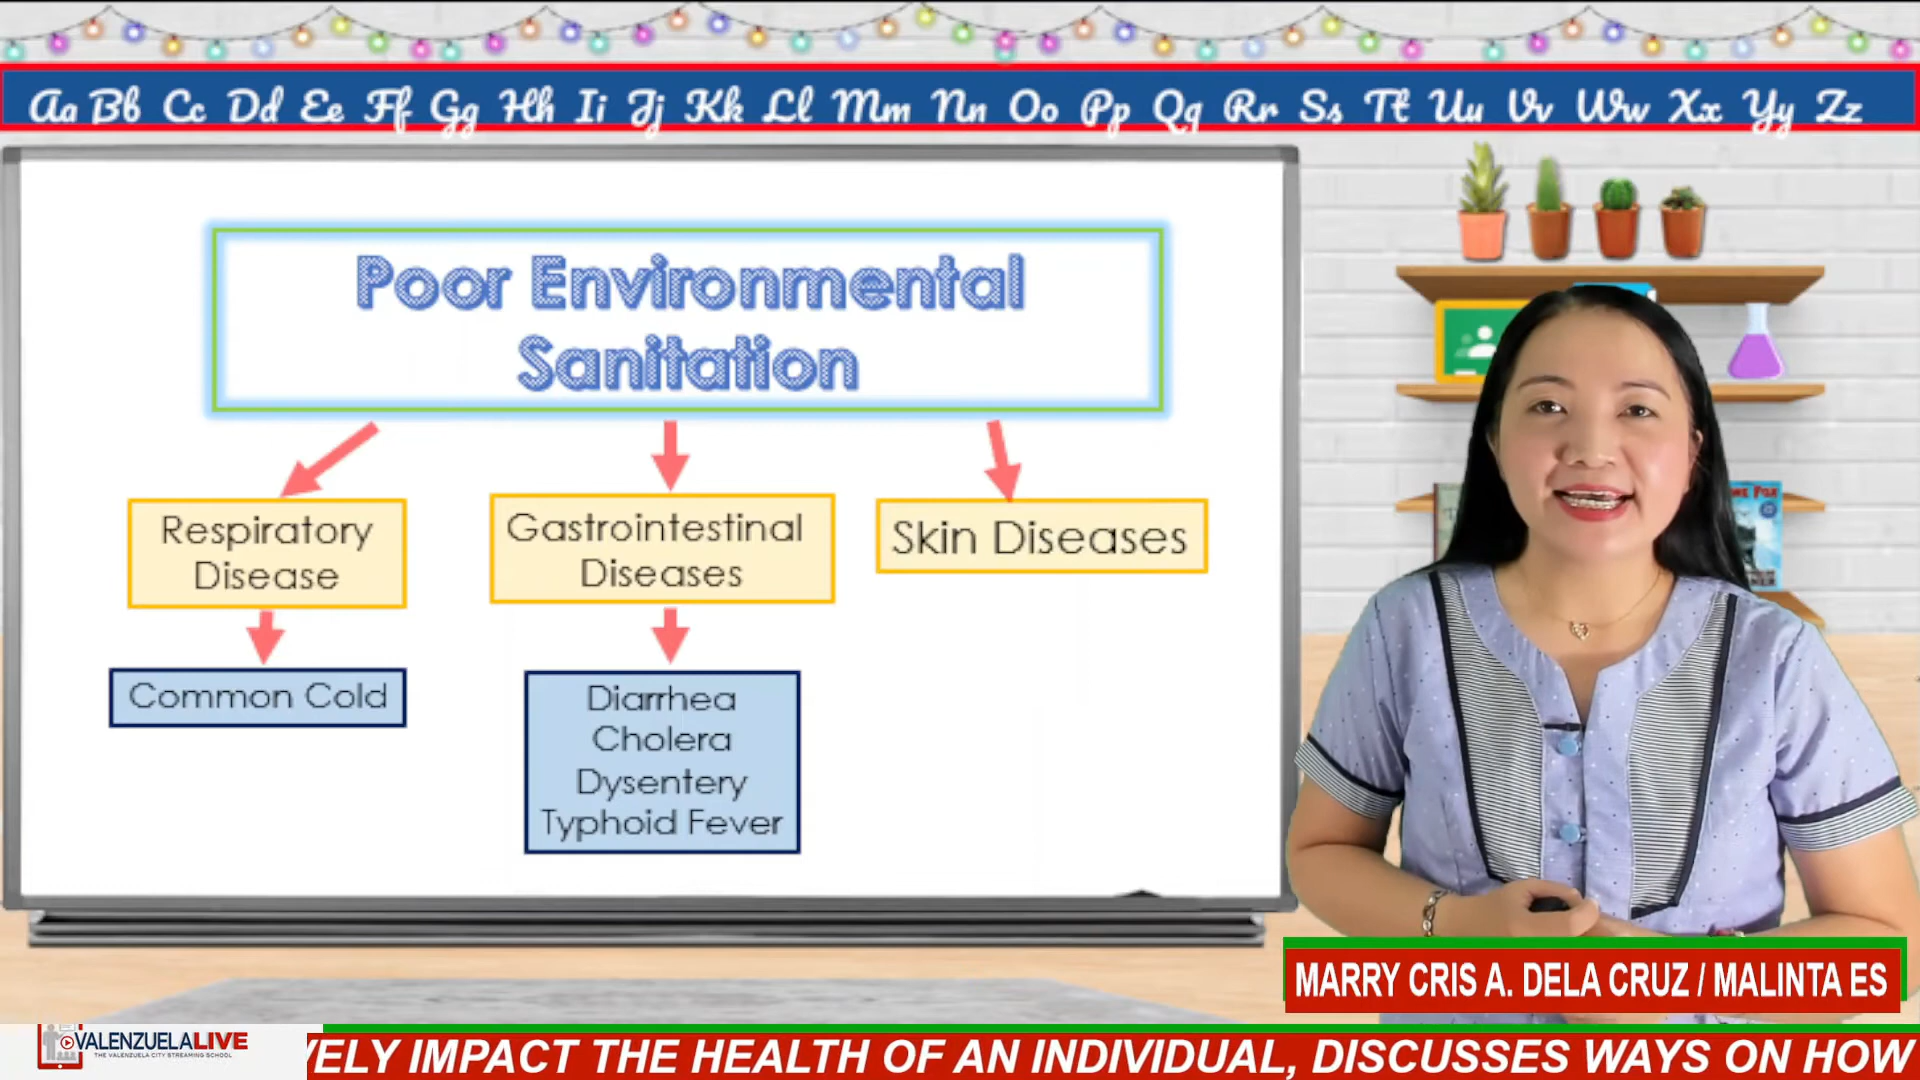 Aa Bb Cc Dd Ee Ff Gg Hh Ii Jj Kk Ll Mm Nn Oo Pp Qq Rr Ss Tt Uu Vv Ww Xx Yy Zz
Poor Environmental
Sanitation
Respiratory
Disease
Gastrointestinal
Diseases
Skin Diseases
Common Cold
Diarrhea
Cholera
Dysentery
Typhoid Fever
MARRY CRIS A. DELA CRUZ / MALINTA ES
VALENZUELALIVE
THE VALENZUELA CITY STREAMING SCHOOL
VELY IMPACT THE HEALTH OF AN INDIVIDUAL, DISCUSSES WAYS ON HOW